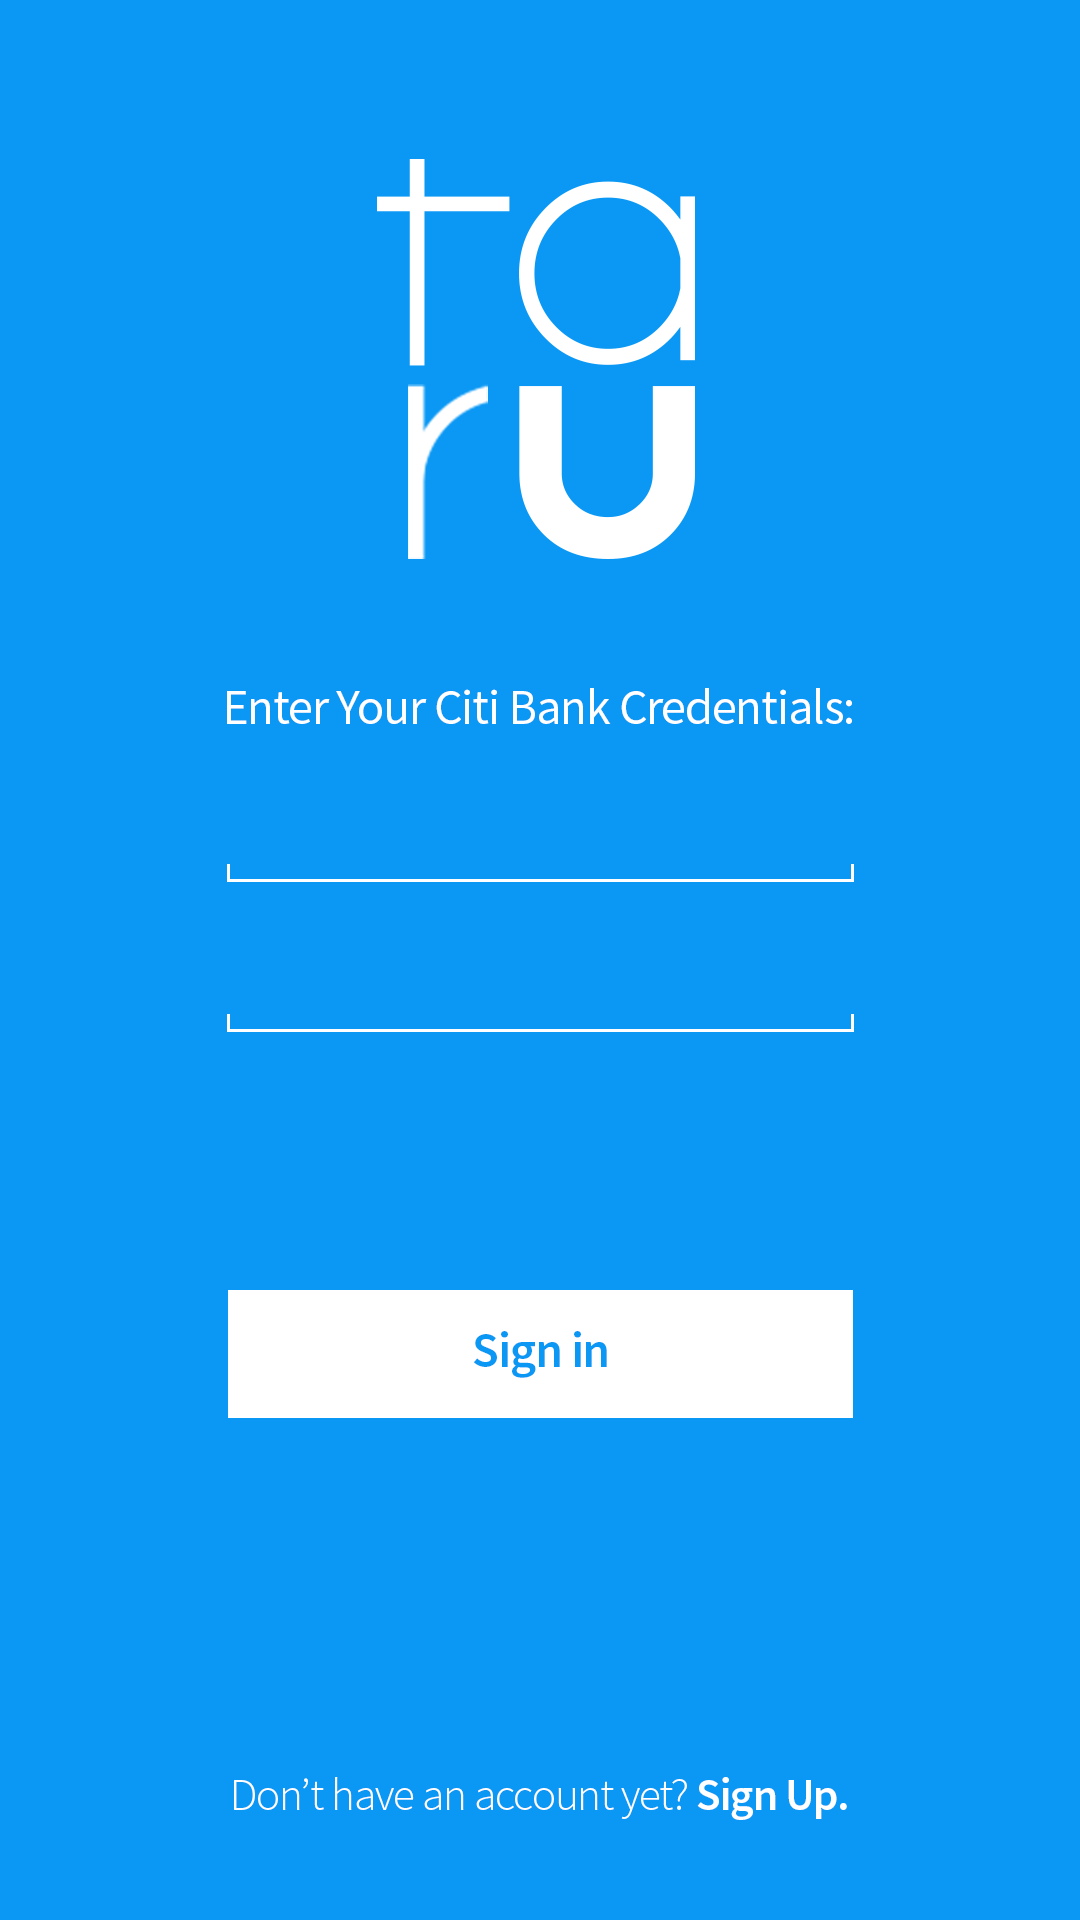 ta
ru
Enter Your Citi Bank Credentials:
Sign in
Don’t have an account yet? Sign Up.